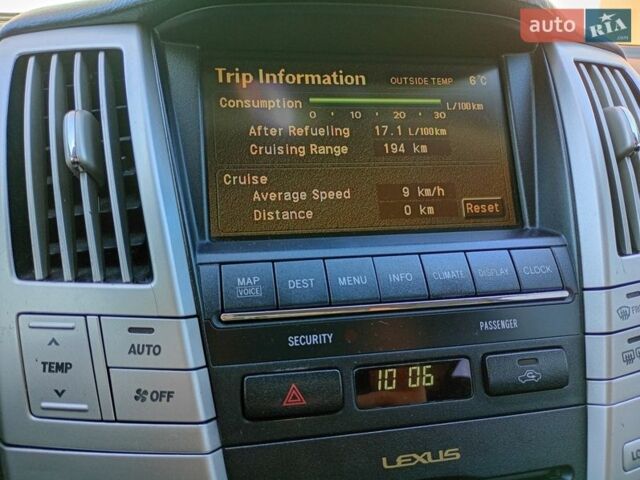 auto RIA .com
Trip Information OUTSIDE TEMP 6°C
Consumption L/100km
0 10 20 30
After Refueling 17.1 L/100km
Cruising Range 194 km
Cruise
Average Speed 9 km/h
Distance 0 km Reset
MAP VOICE DEST MENU INFO CLIMATE DISPLAY CLOCK
SECURITY PASSENGER
TEMP AUTO
OFF
10 06
LEXUS